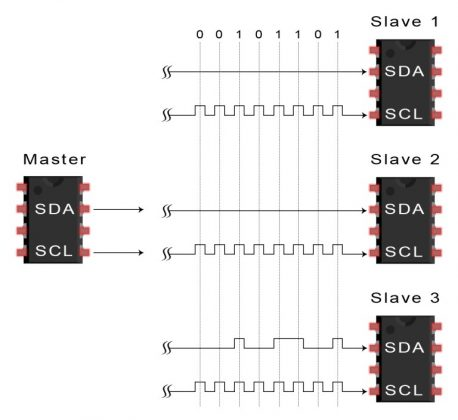 Slave 1
0 0 1 0 1 1 0 1
SDA
SCL
Master
Slave 2
SDA
SDA
SCL
SCL
Slave 3
SDA
SCL